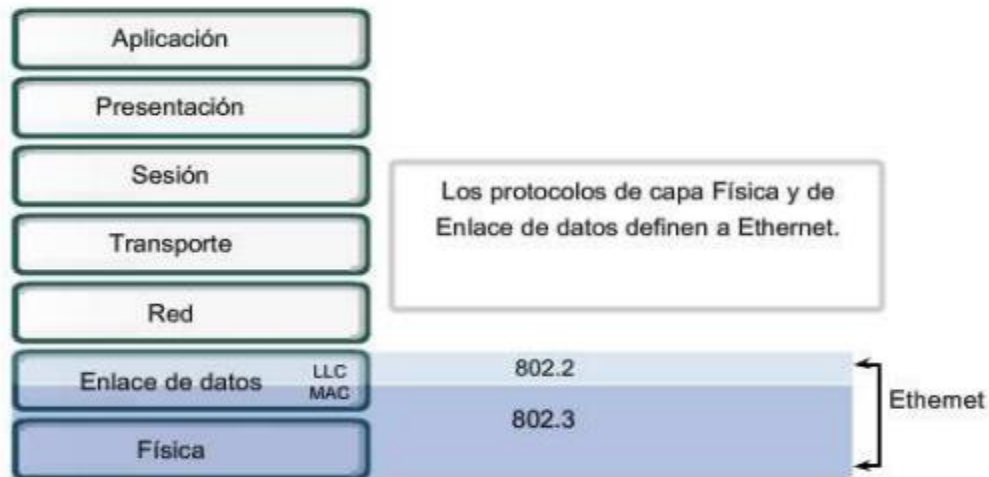 Aplicación
Presentación
Sesión
Transporte
Red
Enlace de datos
LLC
MAC
Física
Los protocolos de capa Física y de
Enlace de datos definen a Ethernet.
802.2
802.3
Ethernet